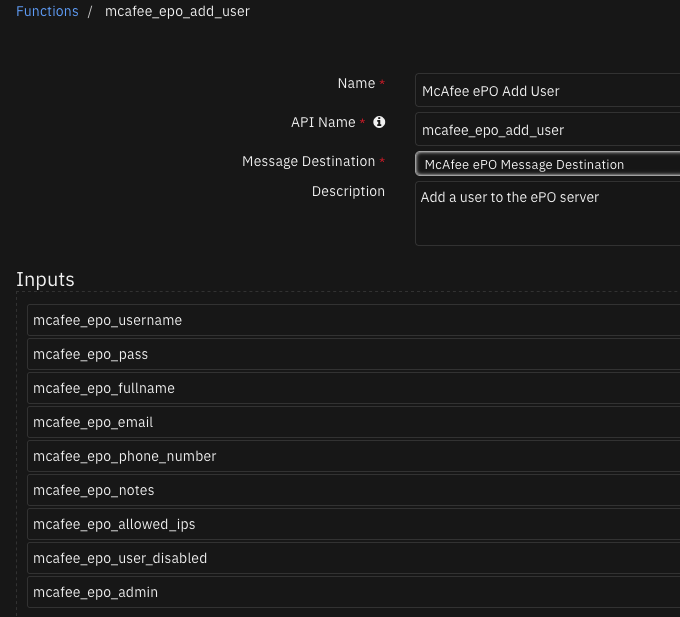 Functions / mcafee_epo_add_user
Name *
McAfee ePO Add User
API Name *
mcafee_epo_add_user
Message Destination *
McAfee ePO Message Destination
Description
Add a user to the ePO server
Inputs
mcafee_epo_username
mcafee_epo_pass
mcafee_epo_fullname
mcafee_epo_email
mcafee_epo_phone_number
mcafee_epo_notes
mcafee_epo_allowed_ips
mcafee_epo_user_disabled
mcafee_epo_admin